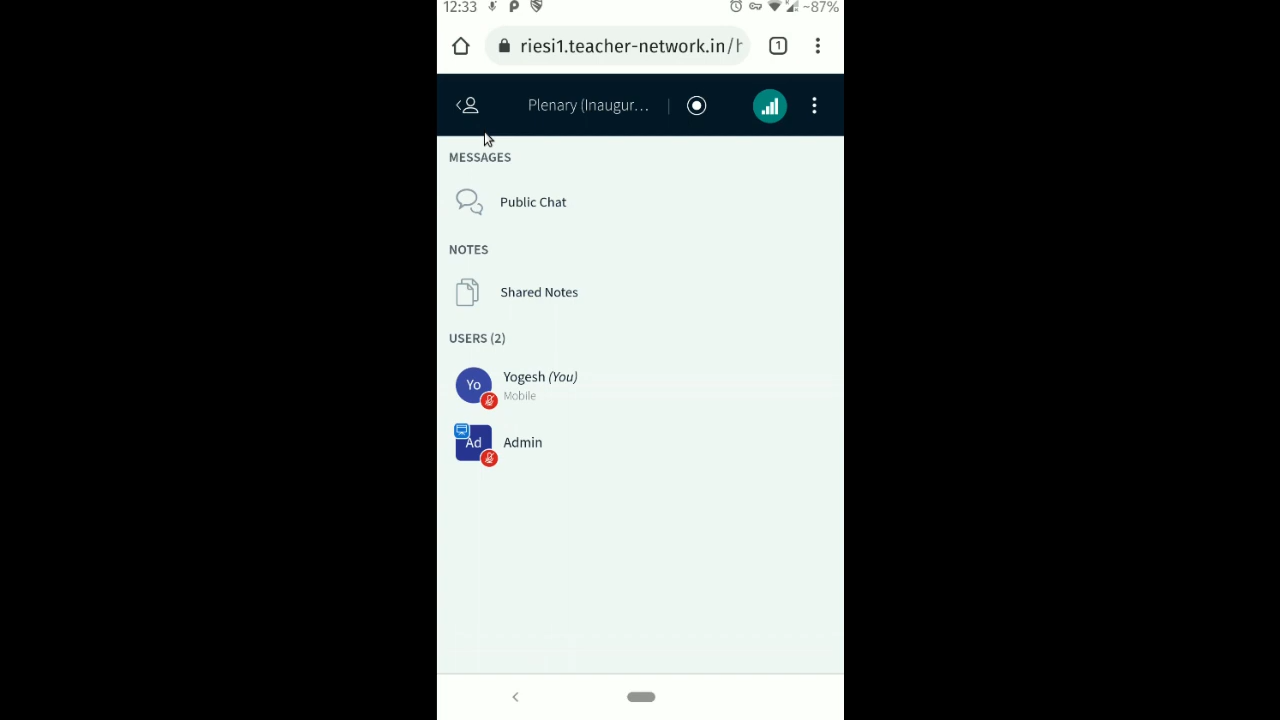 12:33 ~87%
riesi1.teacher-network.in/h 1
Plenary (Inaugur...
MESSAGES
Public Chat
NOTES
Shared Notes
USERS (2)
Yo Yogesh (You)
Mobile
Ad Admin